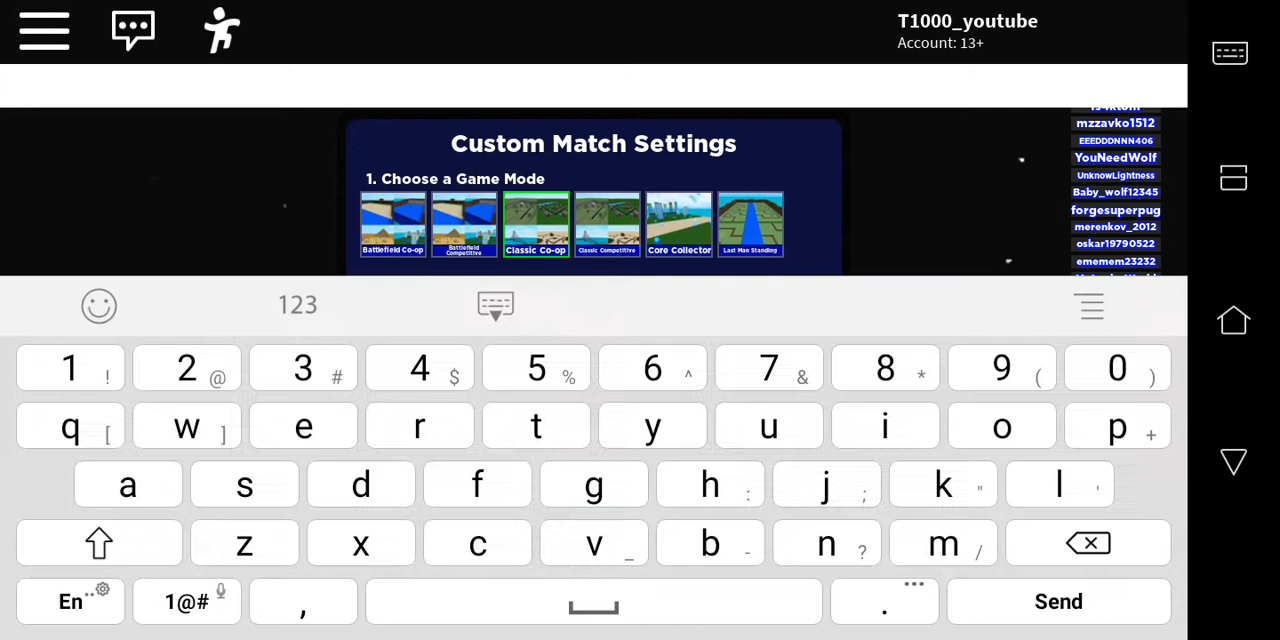 T1000_youtube
Account: 13+
Custom Match Settings
1. Choose a Game Mode
Battlefield Co-op
Battlefield Competitive
Classic Co-op
Classic Competitive
Core Collector
Last Man Standing
mzzavko1512
EEEDDDNNN406
YouNeedWolf
UnknowLightness
Baby_wolf12345
forgesuperpug
merenkov_2012
oskar19790522
ememem23232
123
1 ! 2 @ 3 # 4 $ 5 % 6 ^ 7 & 8 * 9 ( 0 )
q [ w ] e r t y u i o p +
a s d f g h : j ; k " l '
z x c v _ b - n ? m /
En 1@# , . Send